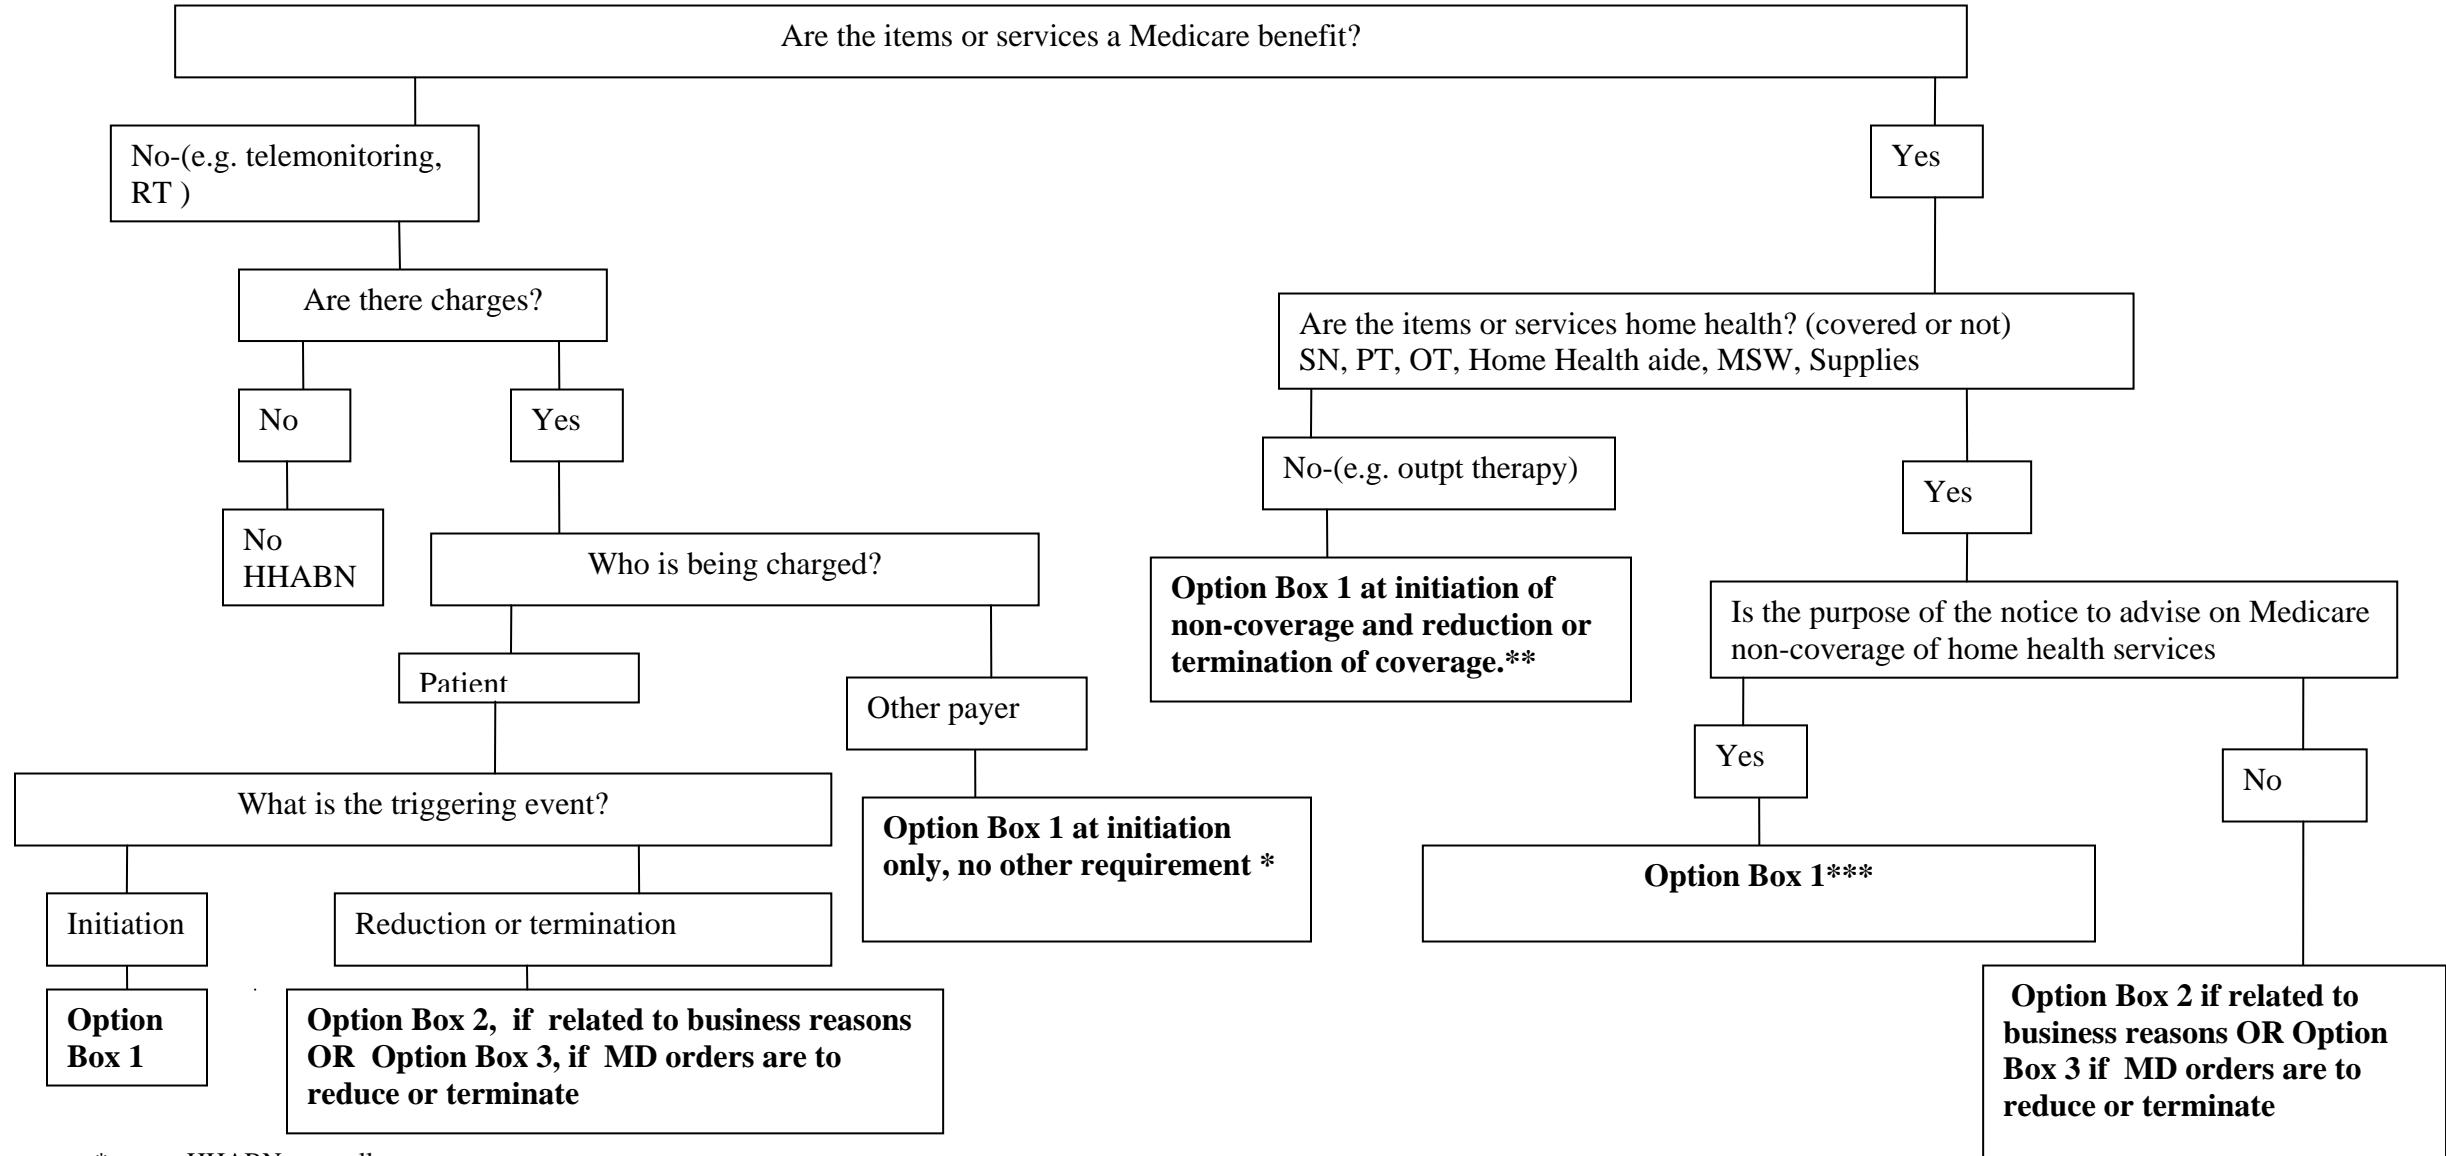 Are the items or services a Medicare benefit?
No-(e.g. telemonitoring,
RT )
Yes
Are there charges?
Are the items or services home health? (covered or not)
SN, PT, OT, Home Health aide, MSW, Supplies
No
Yes
No-(e.g. outpt therapy)
Yes
No
HHABN
Who is being charged?
Option Box 1 at initiation of
non-coverage and reduction or
termination of coverage.**
Is the purpose of the notice to advise on Medicare
non-coverage of home health services
Patient
Other payer
Yes
No
What is the triggering event?
Option Box 1 at initiation
only, no other requirement *
Option Box 1***
Initiation
Reduction or termination
Option
Box 1
Option Box 2, if related to business reasons
OR Option Box 3, if MD orders are to
reduce or terminate
Option Box 2 if related to
business reasons OR Option
Box 3 if MD orders are to
reduce or terminate